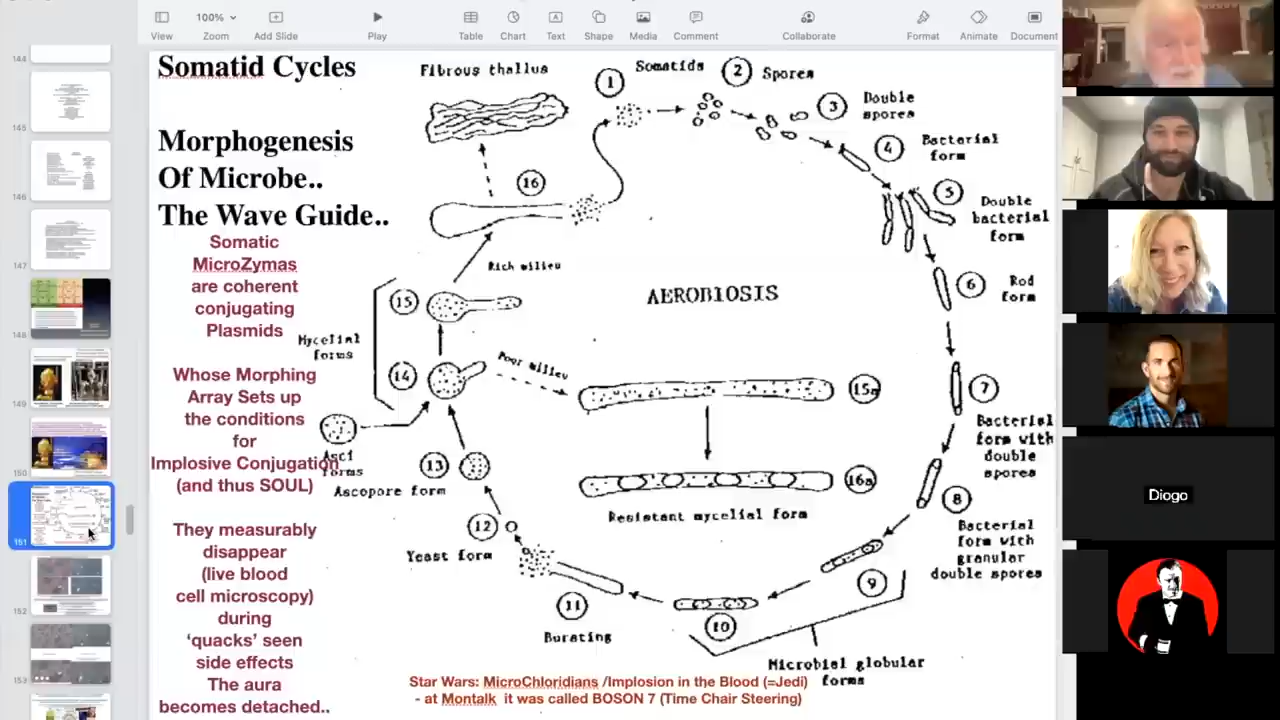 100%
View
Zoom
Add Slide
Play
Table
Chart
Text
Shape
Media
Comment
Collaborate
Format
Animate
Document
144
145
146
147
148
149
150
151
152
153
Somatid Cycles
Morphogenesis
Of Microbe..
The Wave Guide..
Somatic
MicroZymas
are coherent
conjugating
Plasmids
Whose Morphing
Array Sets up
the conditions
for
Implosive Conjugation
(and thus SOUL)
They measurably
disappear
(live blood
cell microscopy)
during
‘quacks’ seen
side effects
The aura
becomes detached..
Fibrous thallus
1
Somatids
2
Spores
3
Double
spores
4
Bacterial
form
5
Double
bacterial
form
6
Rod
form
7
Bacterial
form with
double
spores
8
Bacterial
form with
granular
double spores
9
10
Microbial globular
forms
11
Bursting
12
Yeast form
13
Ascopore form
Asci
forms
14
Mycelial
forms
15
Rich milieu
16
Poor milieu
AEROBIOSIS
15a
16a
Resistant mycelial form
Star Wars: MicroChloridians /Implosion in the Blood (=Jedi)
- at Montalk it was called BOSON 7 (Time Chair Steering)
Diogo